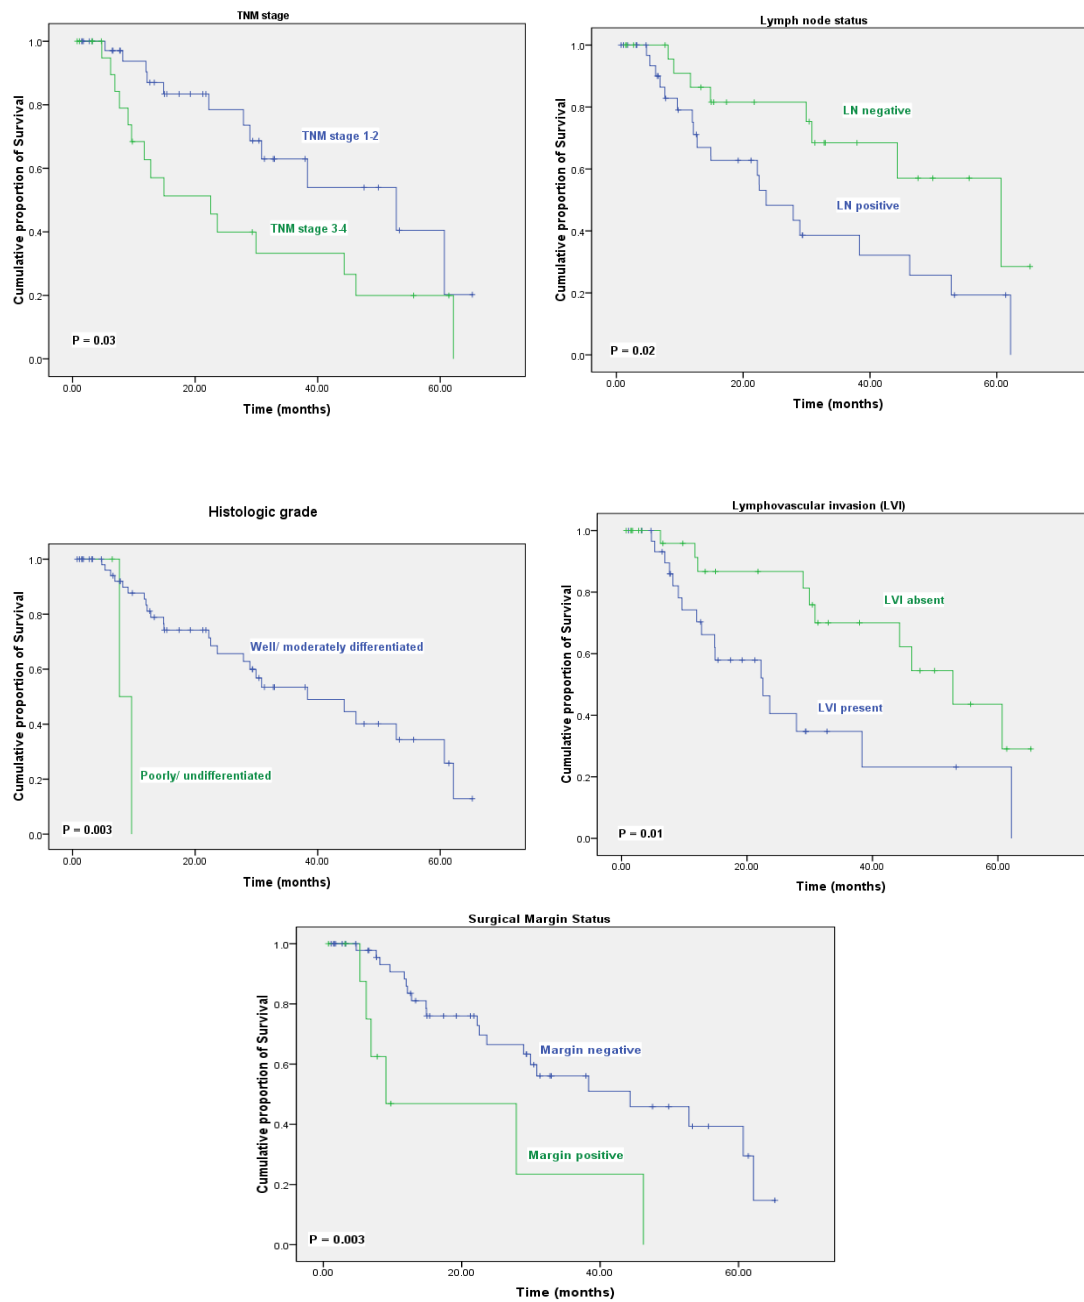 TNM stage
Cumulative proportion of Survival
1.0
0.8
0.6
0.4
0.2
0.0
TNM stage 1-2
TNM stage 3-4
P = 0.03
0.00 20.00 40.00 60.00
Time (months)
Lymph node status
Cumulative proportion of Survival
1.0
0.8
0.6
0.4
0.2
0.0
LN negative
LN positive
P = 0.02
0.00 20.00 40.00 60.00
Time (months)
Histologic grade
Cumulative proportion of Survival
1.0
0.8
0.6
0.4
0.2
0.0
Well/ moderately differentiated
Poorly/ undifferentiated
P = 0.003
0.00 20.00 40.00 60.00
Time (months)
Lymphovascular invasion (LVI)
Cumulative proportion of Survival
1.0
0.8
0.6
0.4
0.2
0.0
LVI absent
LVI present
P = 0.01
0.00 20.00 40.00 60.00
Time (months)
Surgical Margin Status
Cumulative proportion of Survival
1.0
0.8
0.6
0.4
0.2
0.0
Margin negative
Margin positive
P = 0.003
0.00 20.00 40.00 60.00
Time (months)